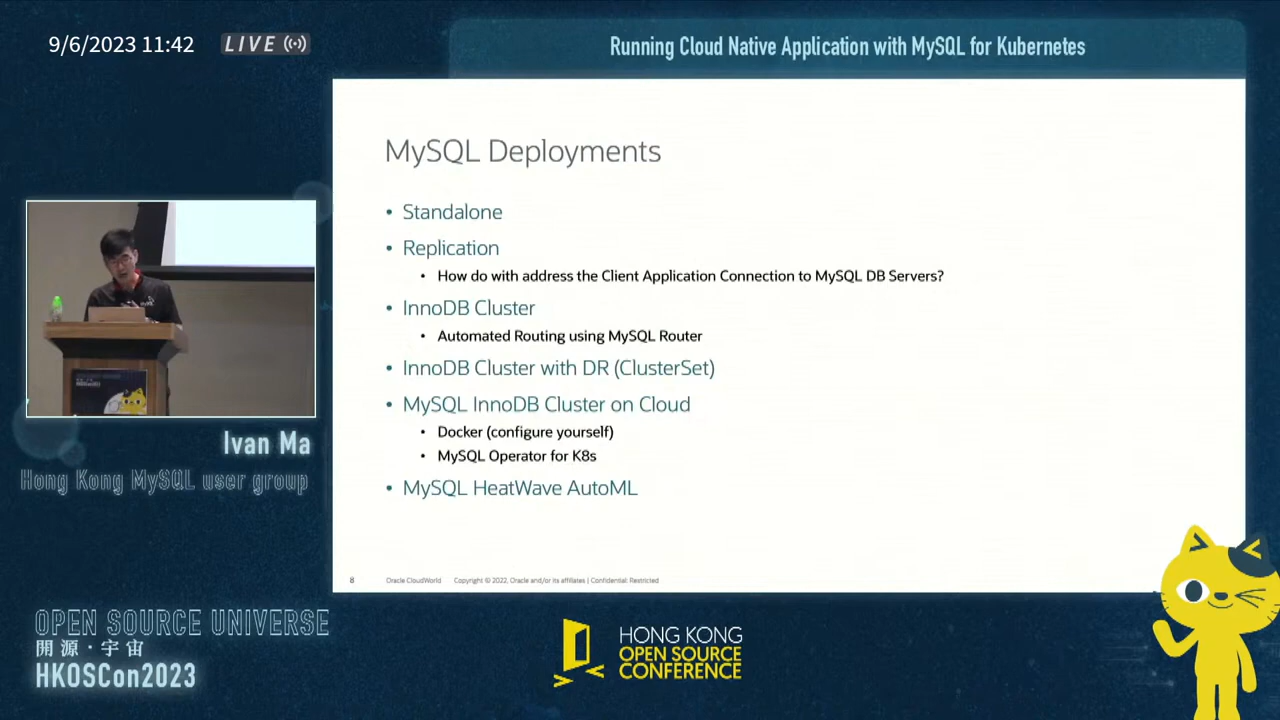 9/6/2023 11:42
LIVE
Running Cloud Native Application with MySQL for Kubernetes
MySQL Deployments
• Standalone
• Replication
• How do with address the Client Application Connection to MySQL DB Servers?
• InnoDB Cluster
• Automated Routing using MySQL Router
• InnoDB Cluster with DR (ClusterSet)
• MySQL InnoDB Cluster on Cloud
• Docker (configure yourself)
• MySQL Operator for K8s
• MySQL HeatWave AutoML
8 Oracle CloudWorld Copyright © 2022, Oracle and/or its affiliates | Confidential: Restricted
Ivan Ma
Hong Kong MySQL user group
OPEN SOURCE UNIVERSE
開源·宇宙
HKOSCon2023
HONG KONG
OPEN SOURCE
CONFERENCE